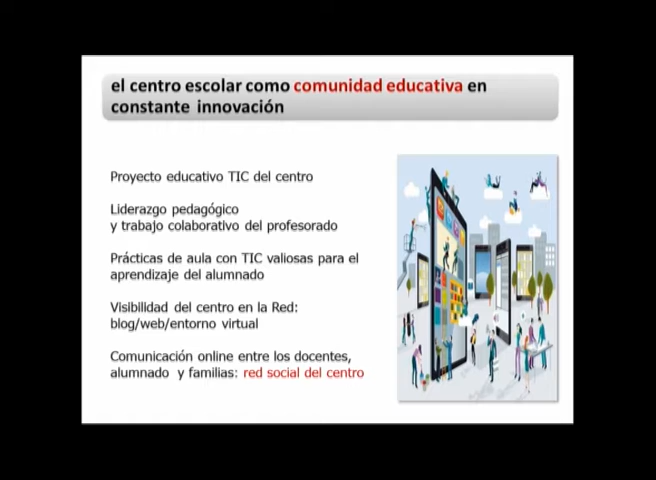 el centro escolar como comunidad educativa en
constante innovación
Proyecto educativo TIC del centro
Liderazgo pedagógico
y trabajo colaborativo del profesorado
Prácticas de aula con TIC valiosas para el
aprendizaje del alumnado
Visibilidad del centro en la Red:
blog/web/entorno virtual
Comunicación online entre los docentes,
alumnado y familias: red social del centro